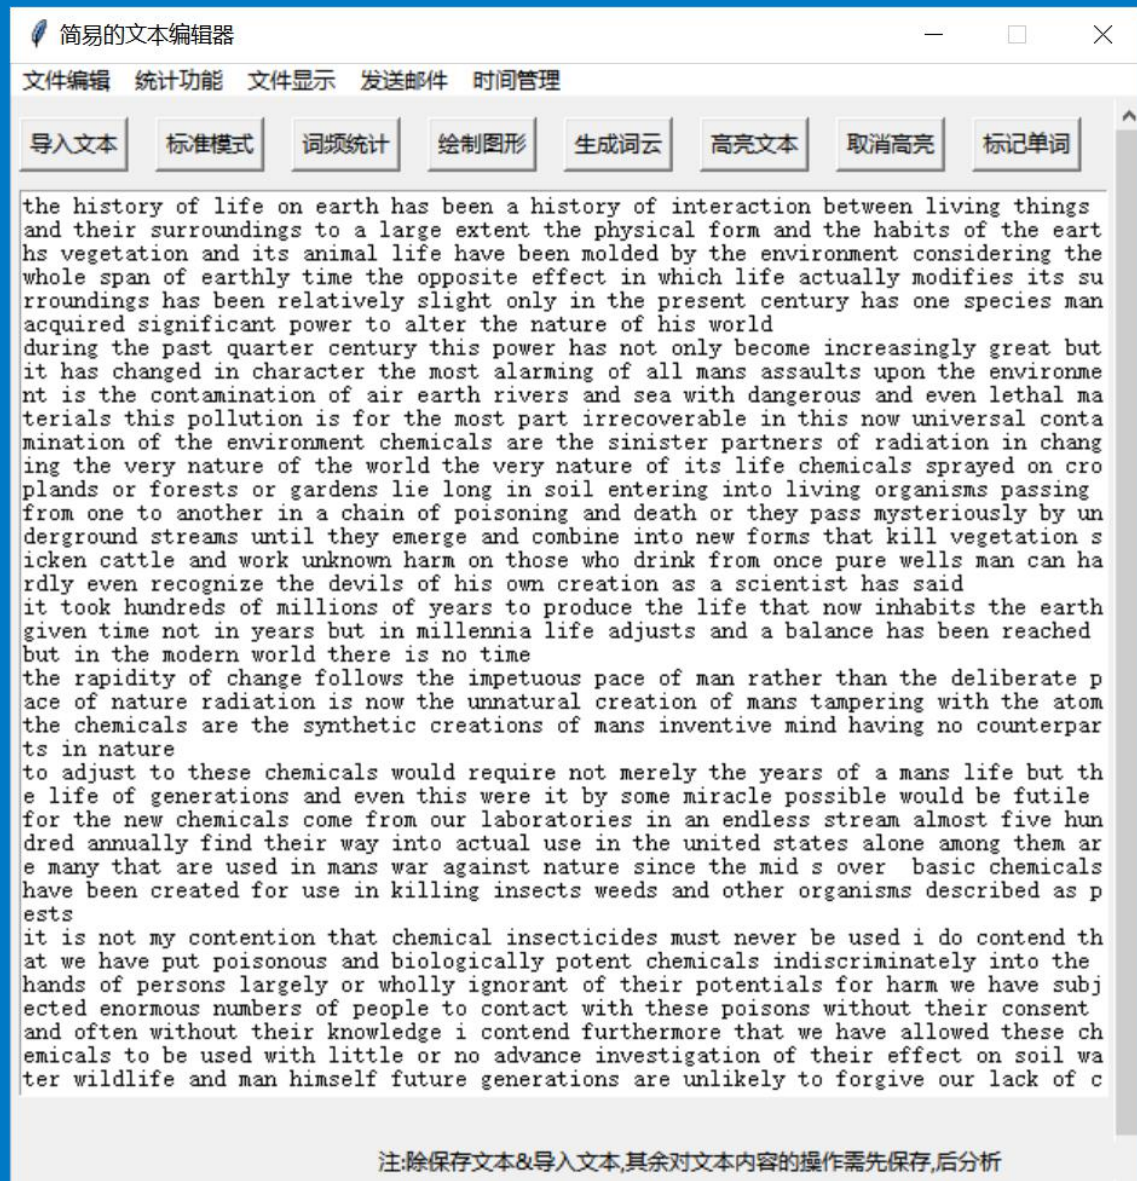 简易的文本编辑器
文件编辑 统计功能 文件显示 发送邮件 时间管理
导入文本 标准模式 词频统计 绘制图形 生成词云 高亮文本 取消高亮 标记单词
the history of life on earth has been a history of interaction between living things
and their surroundings to a large extent the physical form and the habits of the eart
hs vegetation and its animal life have been molded by the environment considering the
whole span of earthly time the opposite effect in which life actually modifies its su
rroundings has been relatively slight only in the present century has one species man
acquired significant power to alter the nature of his world
during the past quarter century this power has not only become increasingly great but
it has changed in character the most alarming of all mans assaults upon the environme
nt is the contamination of air earth rivers and sea with dangerous and even lethal ma
terials this pollution is for the most part irrecoverable in this now universal conta
mination of the environment chemicals are the sinister partners of radiation in chang
ing the very nature of the world the very nature of its life chemicals sprayed on cro
plands or forests or gardens lie long in soil entering into living organisms passing
from one to another in a chain of poisoning and death or they pass mysteriously by un
derground streams until they emerge and combine into new forms that kill vegetation s
icken cattle and work unknown harm on those who drink from once pure wells man can ha
rdly even recognize the devils of his own creation as a scientist has said
it took hundreds of millions of years to produce the life that now inhabits the earth
given time not in years but in millennia life adjusts and a balance has been reached
but in the modern world there is no time
the rapidity of change follows the impetuous pace of man rather than the deliberate p
ace of nature radiation is now the unnatural creation of mans tampering with the atom
the chemicals are the synthetic creations of mans inventive mind having no counterpar
ts in nature
to adjust to these chemicals would require not merely the years of a mans life but th
e life of generations and even this were it by some miracle possible would be futile
for the new chemicals come from our laboratories in an endless stream almost five hun
dred annually find their way into actual use in the united states alone among them ar
e many that are used in mans war against nature since the mid s over  basic chemicals
have been created for use in killing insects weeds and other organisms described as p
ests
it is not my contention that chemical insecticides must never be used i do contend th
at we have put poisonous and biologically potent chemicals indiscriminately into the
hands of persons largely or wholly ignorant of their potentials for harm we have subj
ected enormous numbers of people to contact with these poisons without their consent
and often without their knowledge i contend furthermore that we have allowed these ch
emicals to be used with little or no advance investigation of their effect on soil wa
ter wildlife and man himself future generations are unlikely to forgive our lack of c
注:除保存文本&导入文本,其余对文本内容的操作需先保存,后分析